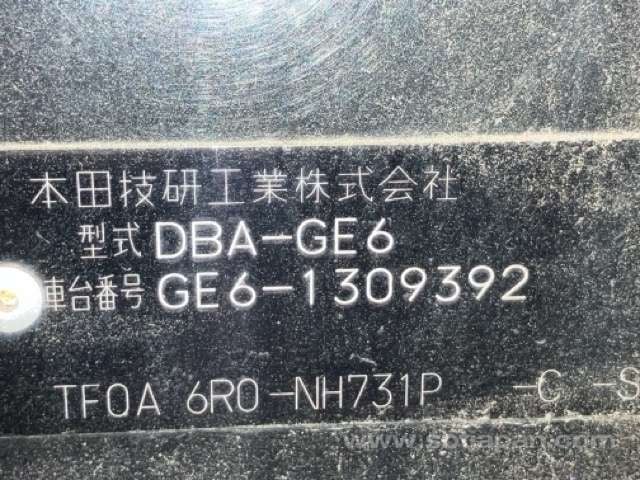 本田技研工業株式会社
型式 DBA-GE6
車台番号 GE6-1309392
TF0A 6R0-NH731P -C -S